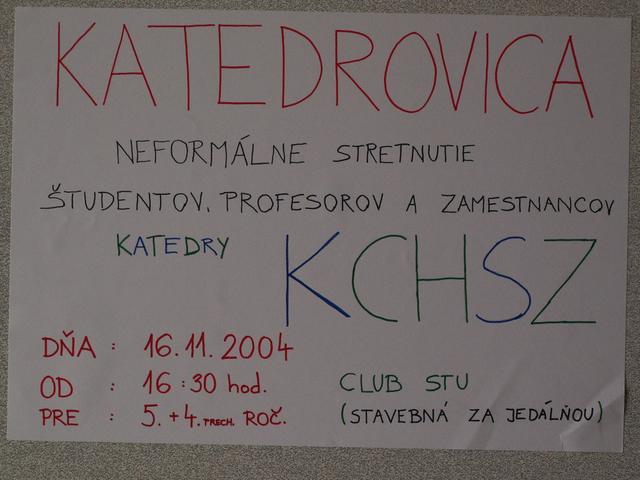 KATEDROVICA
NEFORMÁLNE STRETNUTIE
ŠTUDENTOV, PROFESOROV A ZAMESTNANCOV
KATEDRY KCHSZ
DŇA : 16.11.2004
OD : 16:30 hod.
PRE : 5. + 4. PRECH. ROČ.
CLUB STU
(STAVEBNÁ ZA JEDÁLŇOU)